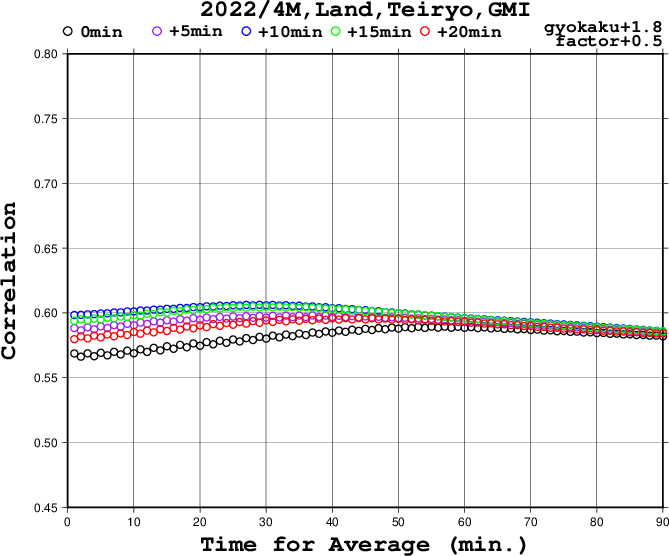 2022/4M,Land,Teiryo,GMI
0min +5min +10min +15min +20min
gyokaku+1.8
factor+0.5
0.80
0.75
0.70
0.65
0.60
0.55
0.50
0.45
Correlation
0 10 20 30 40 50 60 70 80 90
Time for Average (min.)